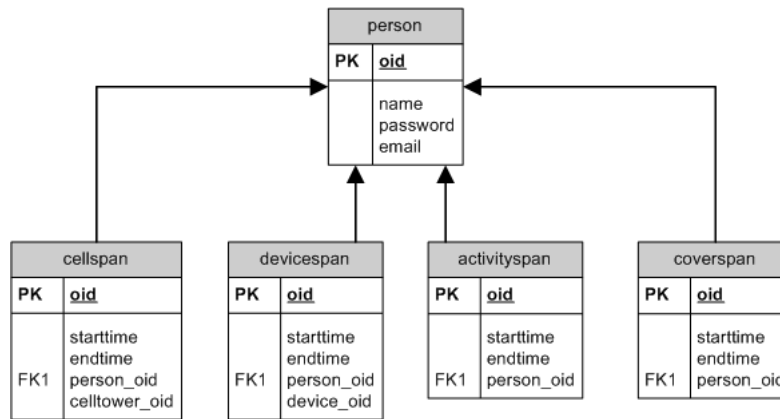 person
PK oid
name
password
email
cellspan
PK oid
starttime
endtime
FK1 person_oid
celltower_oid
devicespan
PK oid
starttime
endtime
FK1 person_oid
device_oid
activityspan
PK oid
starttime
endtime
FK1 person_oid
coverspan
PK oid
starttime
endtime
FK1 person_oid